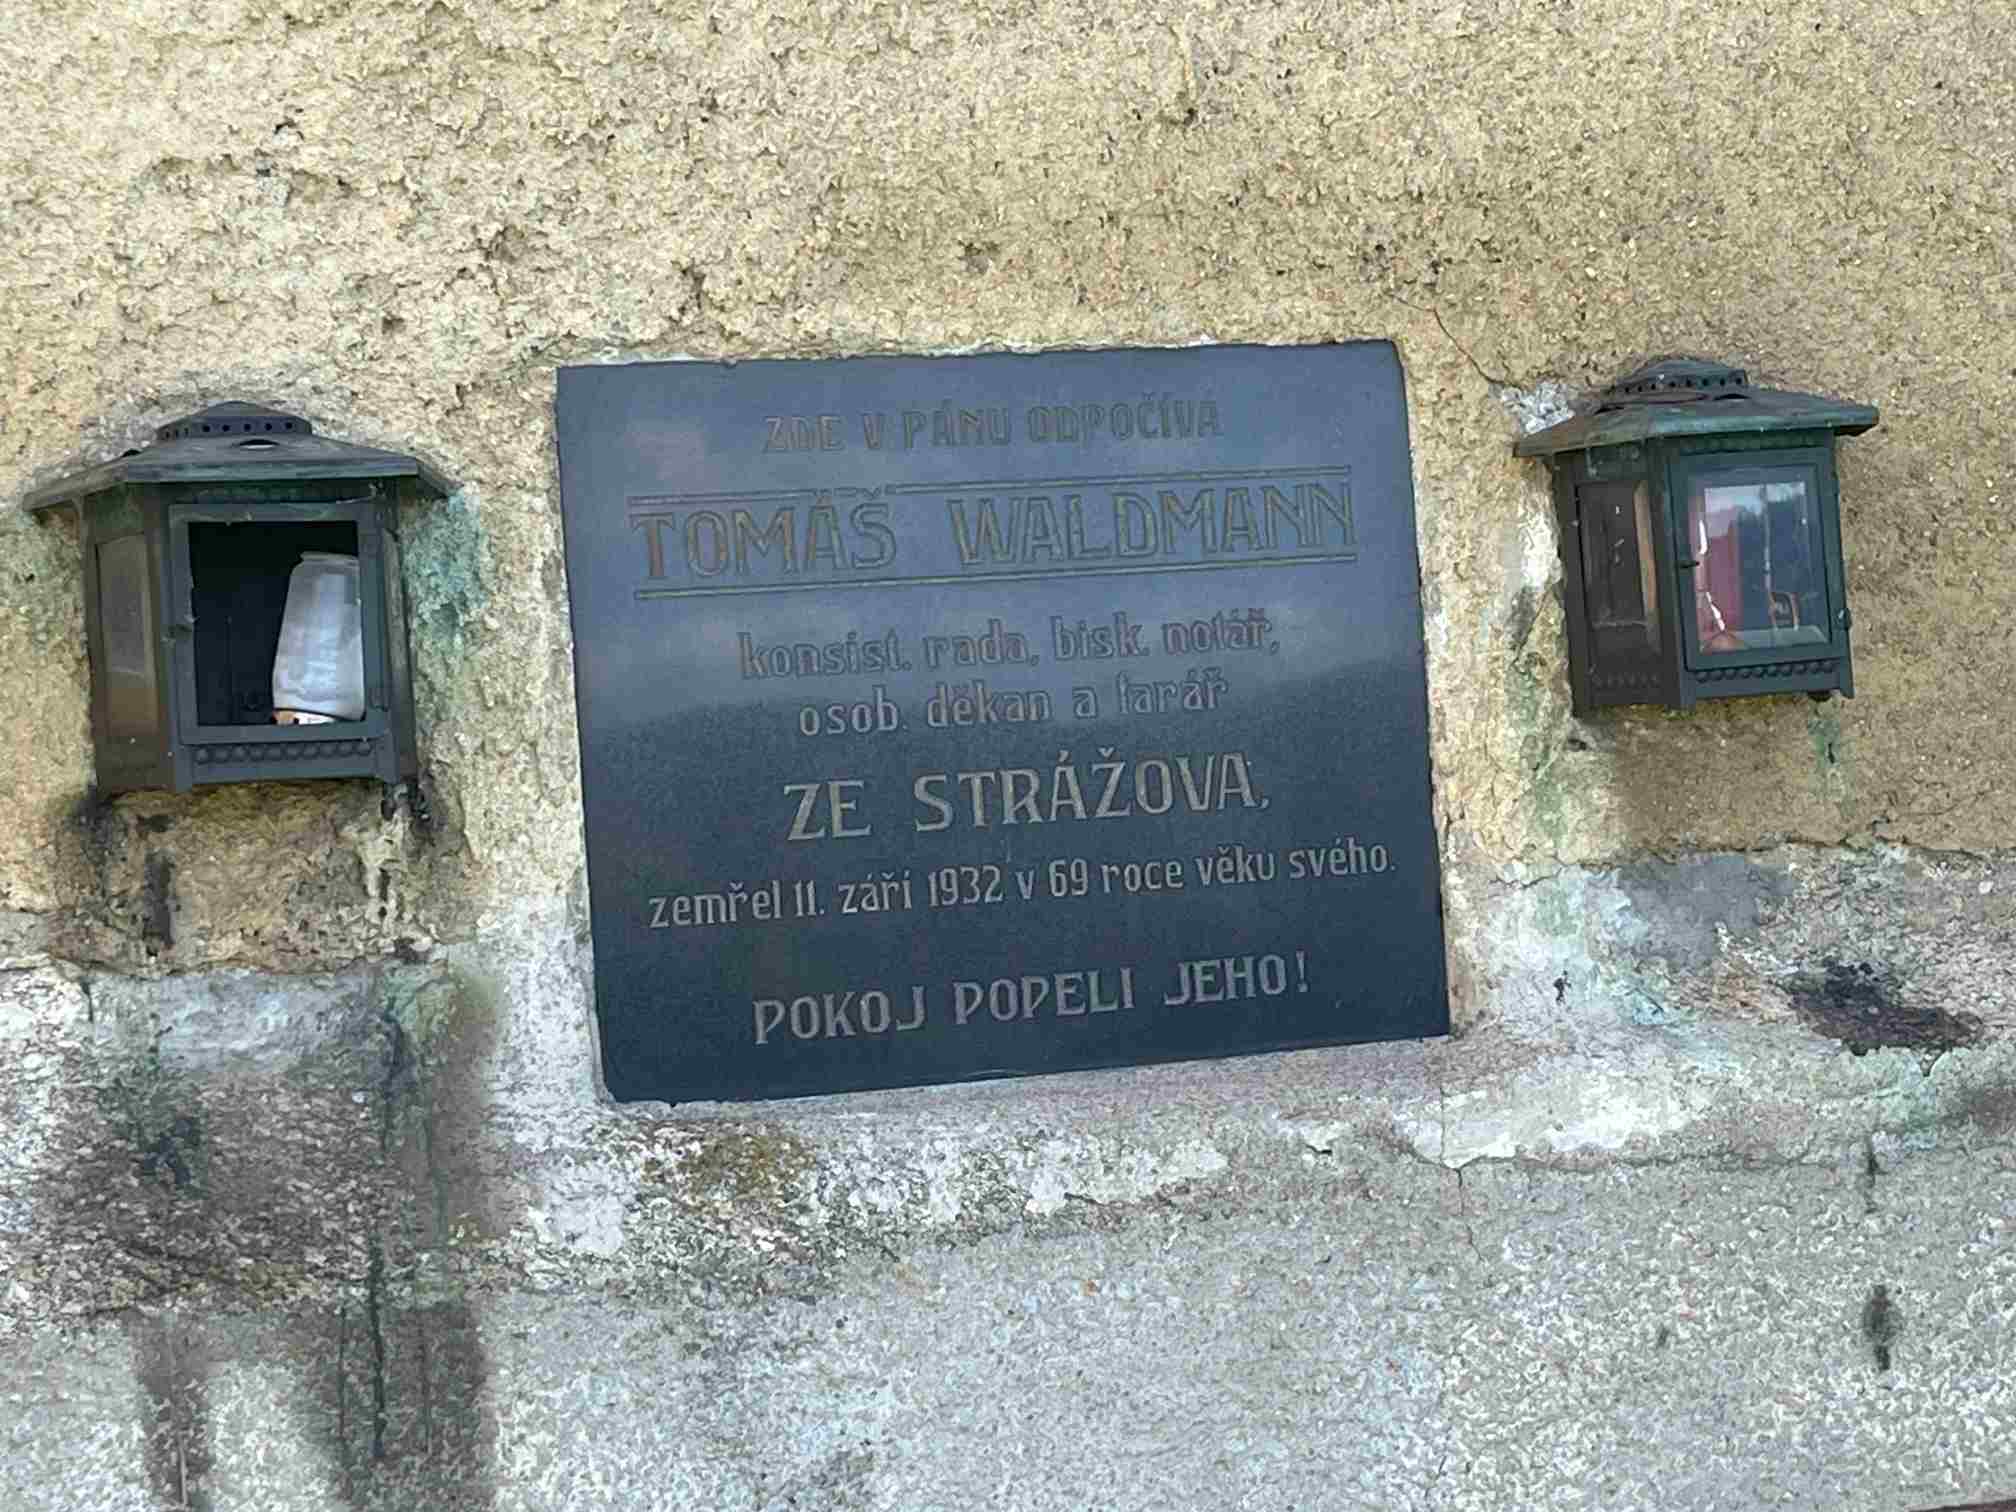 ZDE V PÁNU ODPOČÍVA
TOMÁŠ WALDMANN
konsist. rada, bisk. notář,
osob. děkan a farář
ZE STRÁŽOVA,
zemřel 11. září 1932 v 69 roce věku svého.
POKOJ POPELI JEHO!